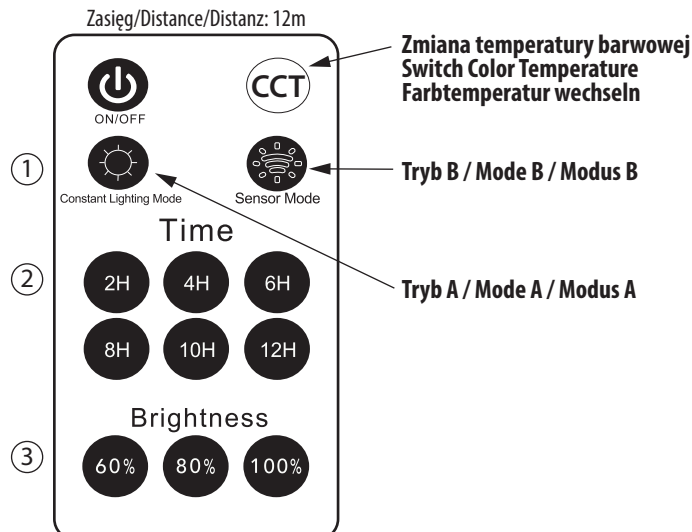 Zasięg/Distance/Distanz: 12m
Zmiana temperatury barwowej
Switch Color Temperature
Farbtemperatur wechseln
CCT
ON/OFF
1
Tryb B / Mode B / Modus B
Constant Lighting Mode
Sensor Mode
Time
2
2H 4H 6H
Tryb A / Mode A / Modus A
8H 10H 12H
Brightness
3
60% 80% 100%